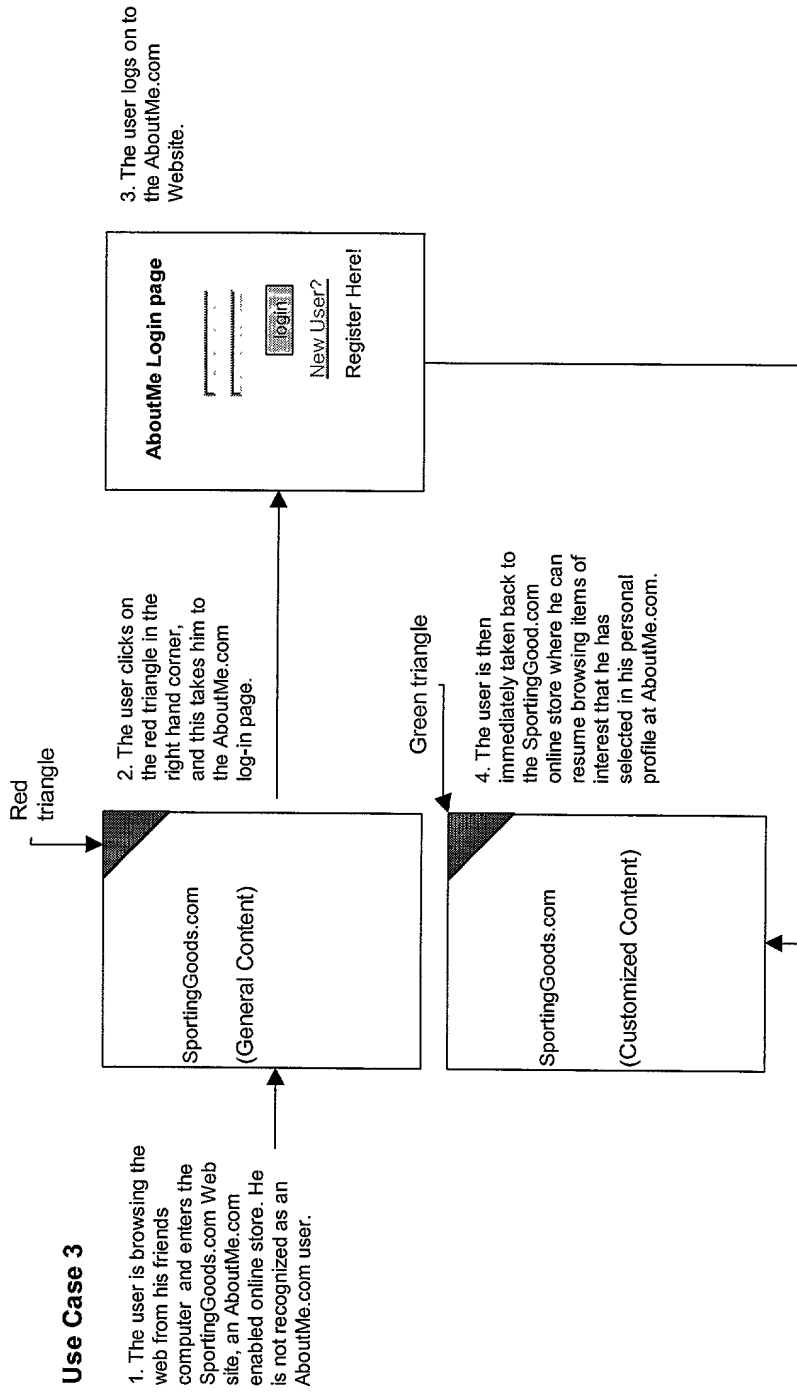 Use Case 3
1. The user is browsing the
web from his friends
computer and enters the
SportingGoods.com Web
site, an AboutMe.com
enabled online store. He
is not recognized as an
AboutMe.com user.
Red
triangle
SportingGoods.com
(General Content)
2. The user clicks on
the red triangle in the
right hand corner,
and this takes him to
the AboutMe.com
log-in page.
AboutMe Login page
login
New User?
Register Here!
3. The user logs on to
the AboutMe.com
Website.
Green triangle
SportingGoods.com
(Customized Content)
4. The user is then
immediately taken back to
the SportingGood.com
online store where he can
resume browsing items of
interest that he has
selected in his personal
profile at AboutMe.com.